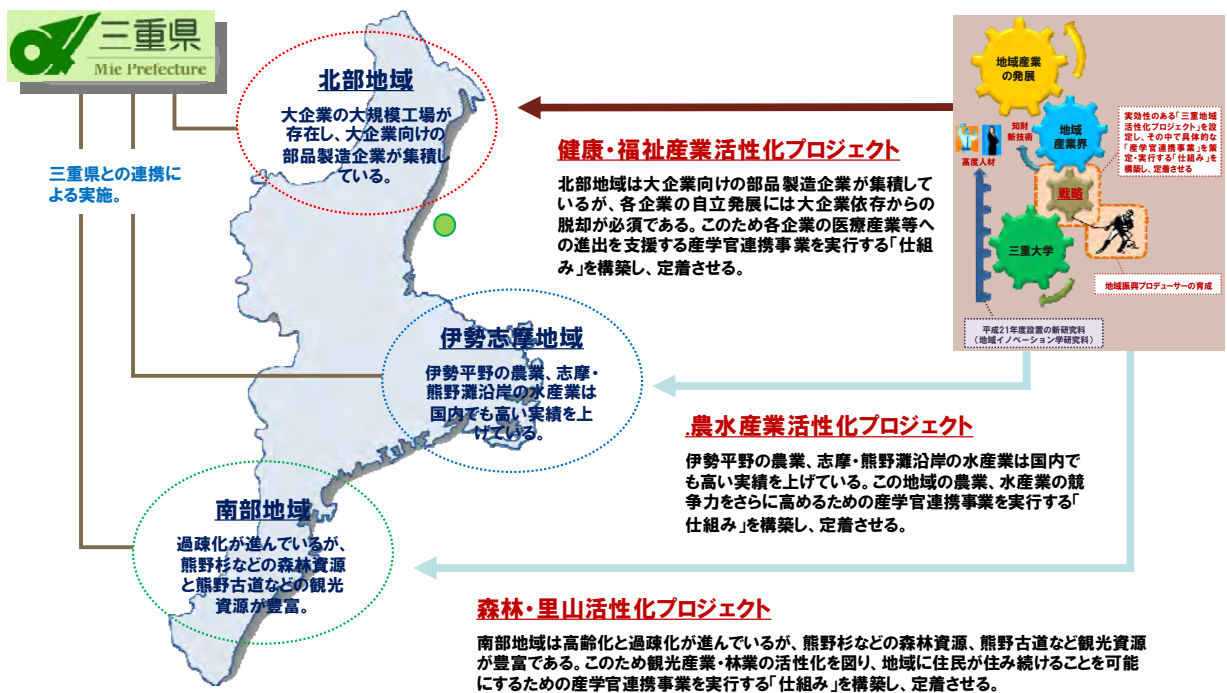 三重県
Mie Prefecture
三重県との連携に
よる実施。
北部地域
大企業の大規模工場が
存在し、大企業向けの
部品製造企業が集積し
ている。
伊勢志摩地域
伊勢平野の農業、志摩・
熊野灘沿岸の水産業は
国内でも高い実績を上
げている。
南部地域
過疎化が進んでいるが、
熊野杉などの森林資源
と熊野古道などの観光
資源が豊富。
健康・福祉産業活性化プロジェクト
北部地域は大企業向けの部品製造企業が集積して
いるが、各企業の自立発展には大企業依存からの
脱却が必須である。このため各企業の医療産業等へ
の進出を支援する産学官連携事業を実行する「仕組
み」を構築し、定着させる。
.農水産業活性化プロジェクト
伊勢平野の農業、志摩・熊野灘沿岸の水産業は国内で
も高い実績を上げている。この地域の農業、水産業の競
争力をさらに高めるための産学官連携事業を実行する「
仕組み」を構築し、定着させる。
森林・里山活性化プロジェクト
南部地域は高齢化と過疎化が進んでいるが、熊野杉などの森林資源、熊野古道など観光資源
が豊富である。このため観光産業・林業の活性化を図り、地域に住民が住み続けることを可能
にするための産学官連携事業を実行する「仕組み」を構築し、定着させる。
地域産業
の発展
知財
新技術
地域
産業界
高度人材
戦略
三重大学
実効性のある「三重地域
活性化プロジェクト」を設
定し、その中で具体的な
「産学官連携事業」を策
定・実行する「仕組み」を
構築し、定着させる
地域振興プロデューサーの育成
平成21年度設置の新研究科
（地域イノベーション学研究科）